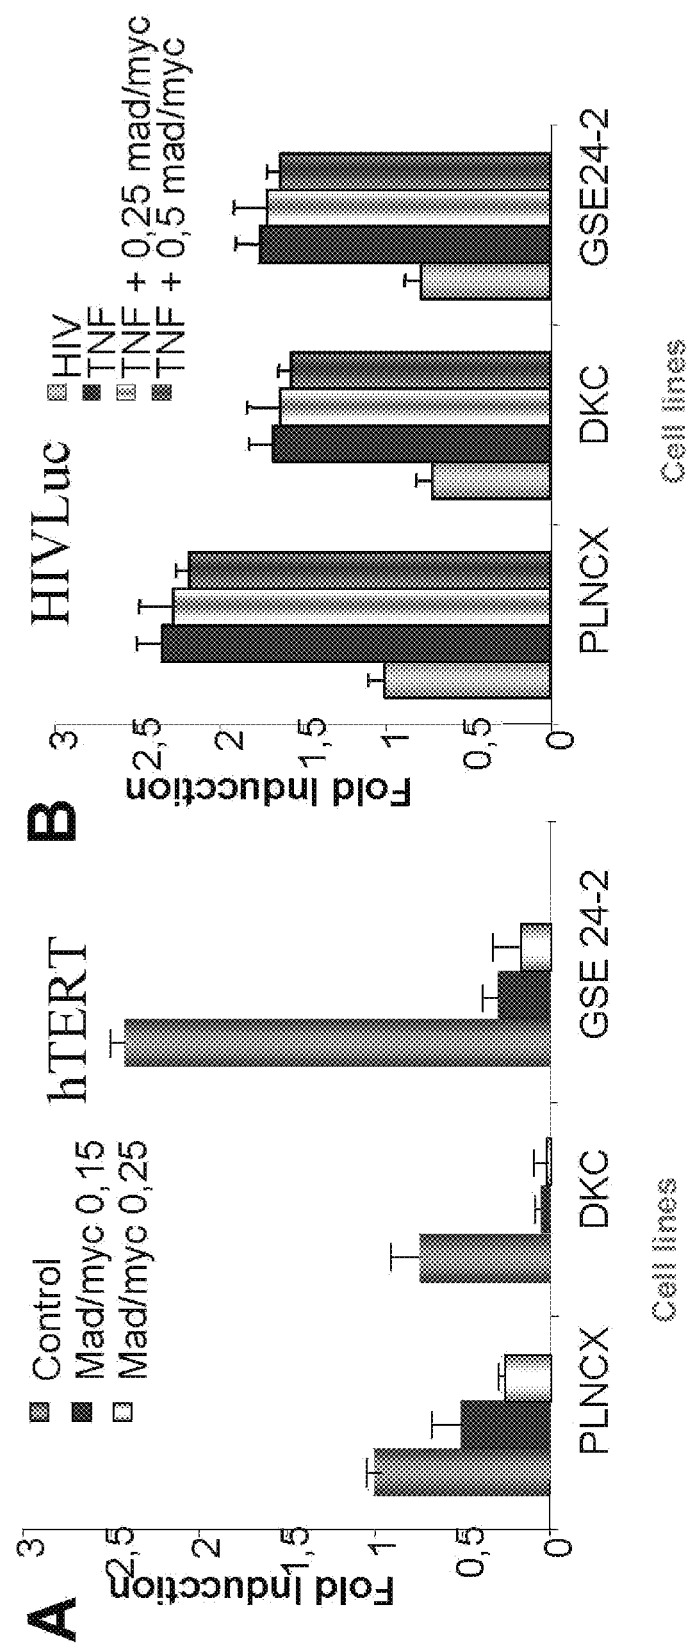 A
hTERT
Control
Mad/myc 0,15
Mad/myc 0,25
Fold Inducction
3
2,5
2
1,5
1
0,5
0
PLNCX
DKC
GSE 24-2
Cell lines
B
HIVLuc
HIV
TNF
TNF + 0,25 mad/myc
TNF + 0,5 mad/myc
Fold Inducction
3
2,5
2
1,5
1
0,5
0
PLNCX
DKC
GSE24-2
Cell lines